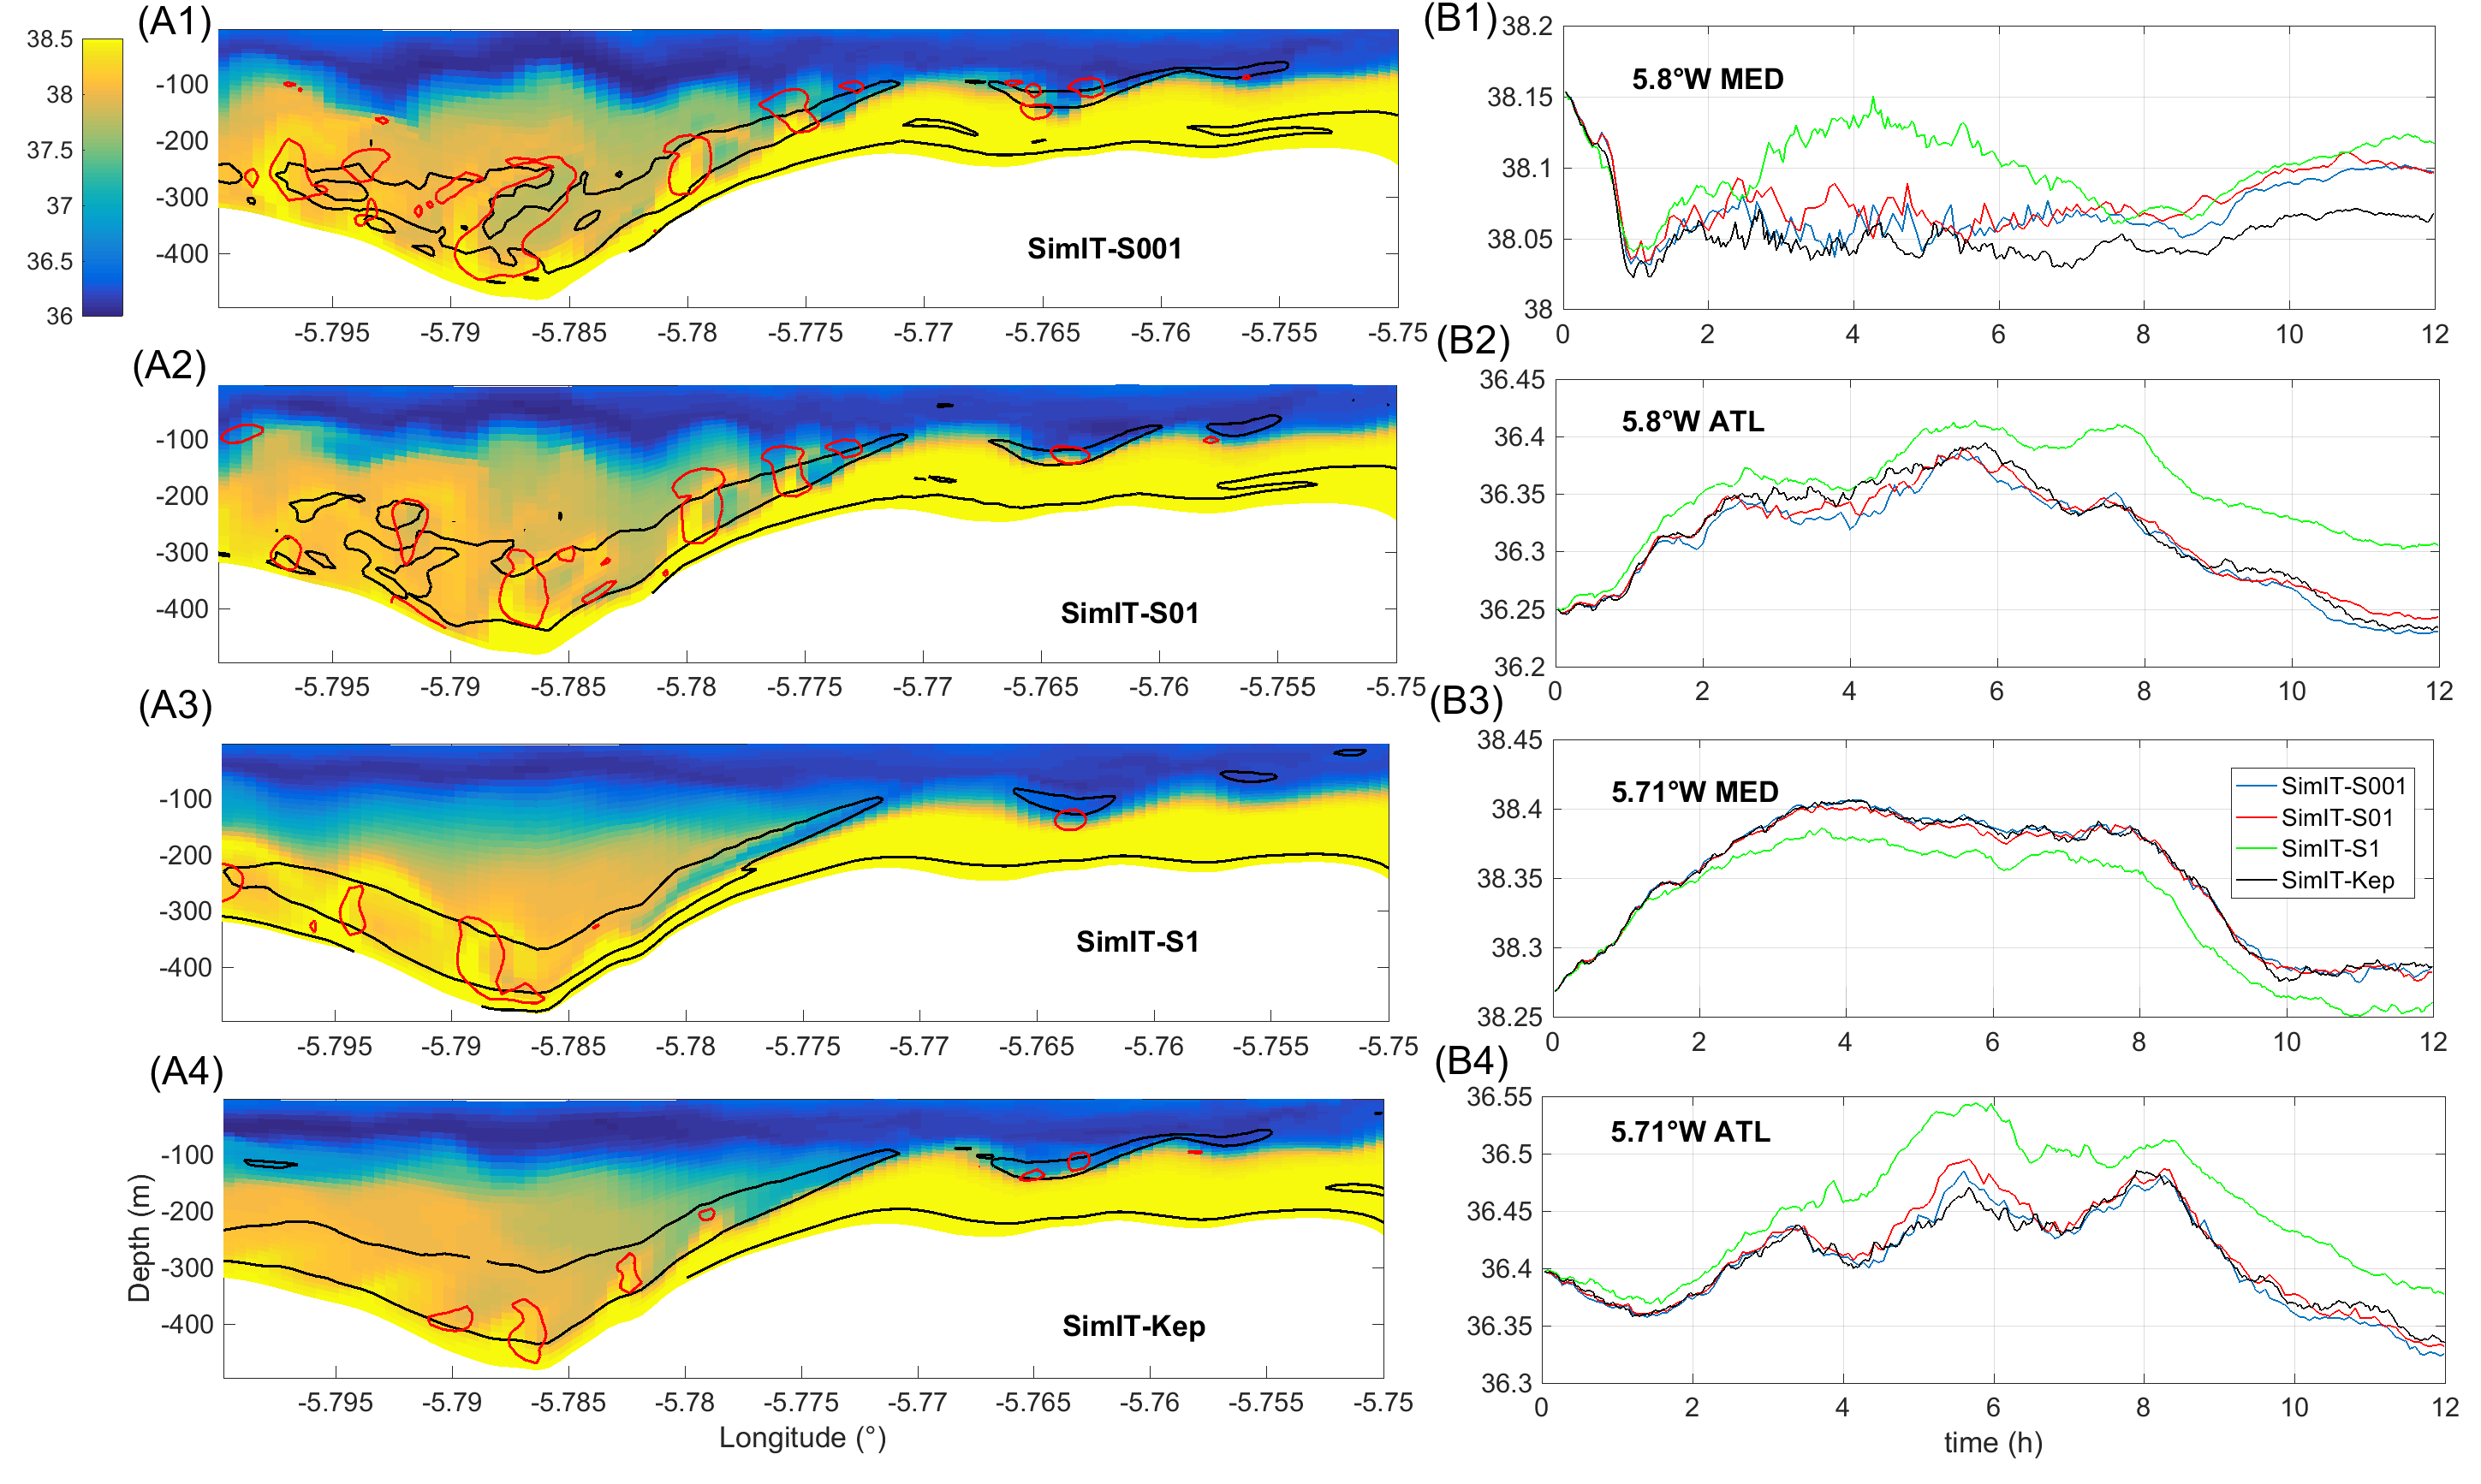 (A1)
38.5
38
37.5
37
36.5
36
-100
-200
-300
-400
SimIT-S001
-5.795 -5.79 -5.785 -5.78 -5.775 -5.77 -5.765 -5.76 -5.755 -5.75
(B1)
38.2
38.15
38.1
38.05
38
5.8°W MED
0 2 4 6 8 10 12
(A2)
-100
-200
-300
-400
SimIT-S01
-5.795 -5.79 -5.785 -5.78 -5.775 -5.77 -5.765 -5.76 -5.755 -5.75
(B2)
36.45
36.4
36.35
36.3
36.25
36.2
5.8°W ATL
0 2 4 6 8 10 12
(A3)
-100
-200
-300
-400
SimIT-S1
-5.795 -5.79 -5.785 -5.78 -5.775 -5.77 -5.765 -5.76 -5.755 -5.75
(B3)
38.45
38.4
38.35
38.3
38.25
5.71°W MED
SimIT-S001
SimIT-S01
SimIT-S1
SimIT-Kep
0 2 4 6 8 10 12
(A4)
-100
-200
-300
-400
Depth (m)
SimIT-Kep
-5.795 -5.79 -5.785 -5.78 -5.775 -5.77 -5.765 -5.76 -5.755 -5.75
Longitude (°)
(B4)
36.55
36.5
36.45
36.4
36.35
36.3
5.71°W ATL
0 2 4 6 8 10 12
time (h)